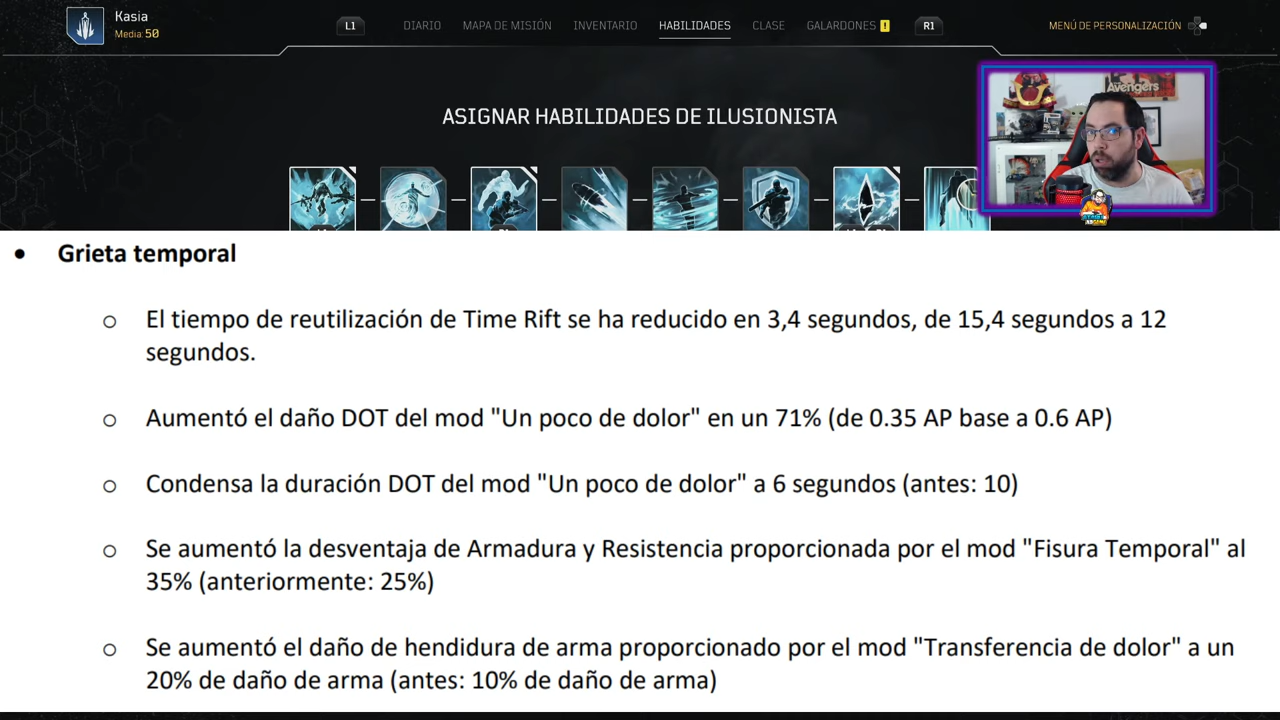 Kasia
Media: 50
L1
DIARIO
MAPA DE MISIÓN
INVENTARIO
HABILIDADES
CLASE
GALARDONES !
R1
MENÚ DE PERSONALIZACIÓN
ASIGNAR HABILIDADES DE ILUSIONISTA
Avengers
• Grieta temporal
o El tiempo de reutilización de Time Rift se ha reducido en 3,4 segundos, de 15,4 segundos a 12
segundos.
o Aumentó el daño DOT del mod "Un poco de dolor" en un 71% (de 0.35 AP base a 0.6 AP)
o Condensa la duración DOT del mod "Un poco de dolor" a 6 segundos (antes: 10)
o Se aumentó la desventaja de Armadura y Resistencia proporcionada por el mod "Fisura Temporal" al
35% (anteriormente: 25%)
o Se aumentó el daño de hendidura de arma proporcionado por el mod "Transferencia de dolor" a un
20% de daño de arma (antes: 10% de daño de arma)